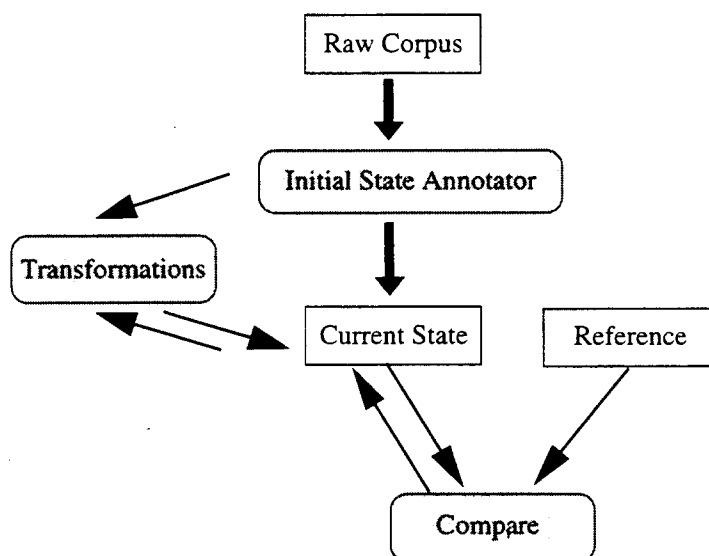 Raw Corpus
Initial State Annotator
Transformations
Current State
Reference
Compare